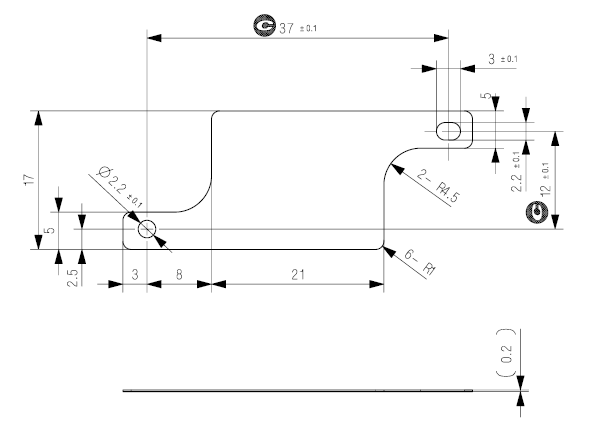 C 37 ±0.1
3 ±0.1
5
Ø2.2 ±0.1
2- R4.5
2.2 ±0.1
C 12 ±0.1
17
5
2.5
3
8
21
6- R1
(0.2)